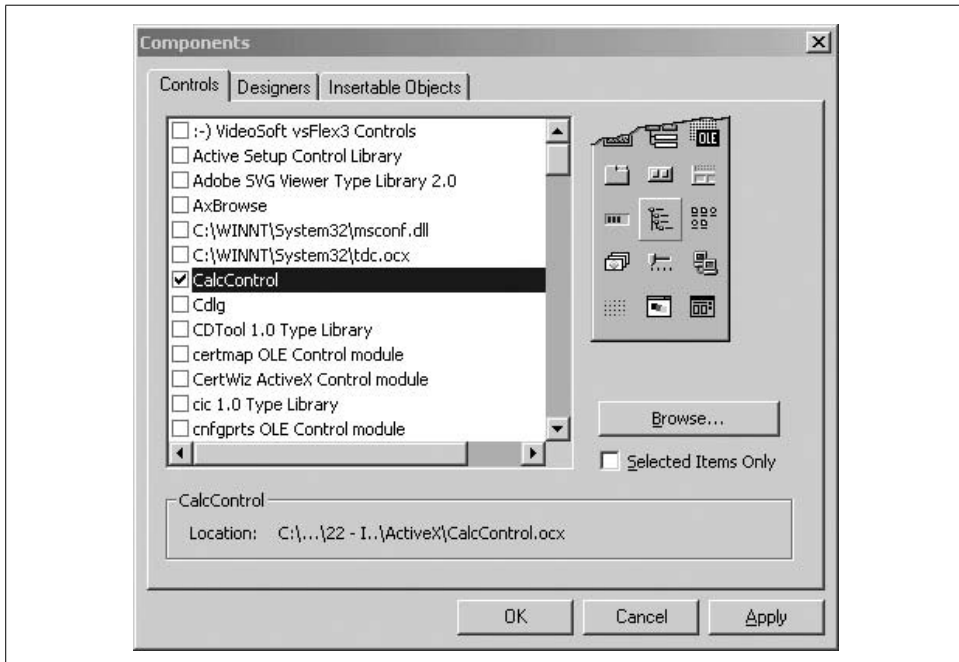 Components
Controls Designers Insertable Objects
:-) VideoSoft vsFlex3 Controls
Active Setup Control Library
Adobe SVG Viewer Type Library 2.0
AxBrowse
C:\WINNT\System32\msconf.dll
C:\WINNT\System32\tdc.ocx
CalcControl
Cdlg
CDTool 1.0 Type Library
certmap OLE Control module
CertWiz ActiveX Control module
cic 1.0 Type Library
cnfgprts OLE Control module
OLE
Browse...
Selected Items Only
CalcControl
Location: C:\...\22 - I..\ActiveX\CalcControl.ocx
OK Cancel Apply